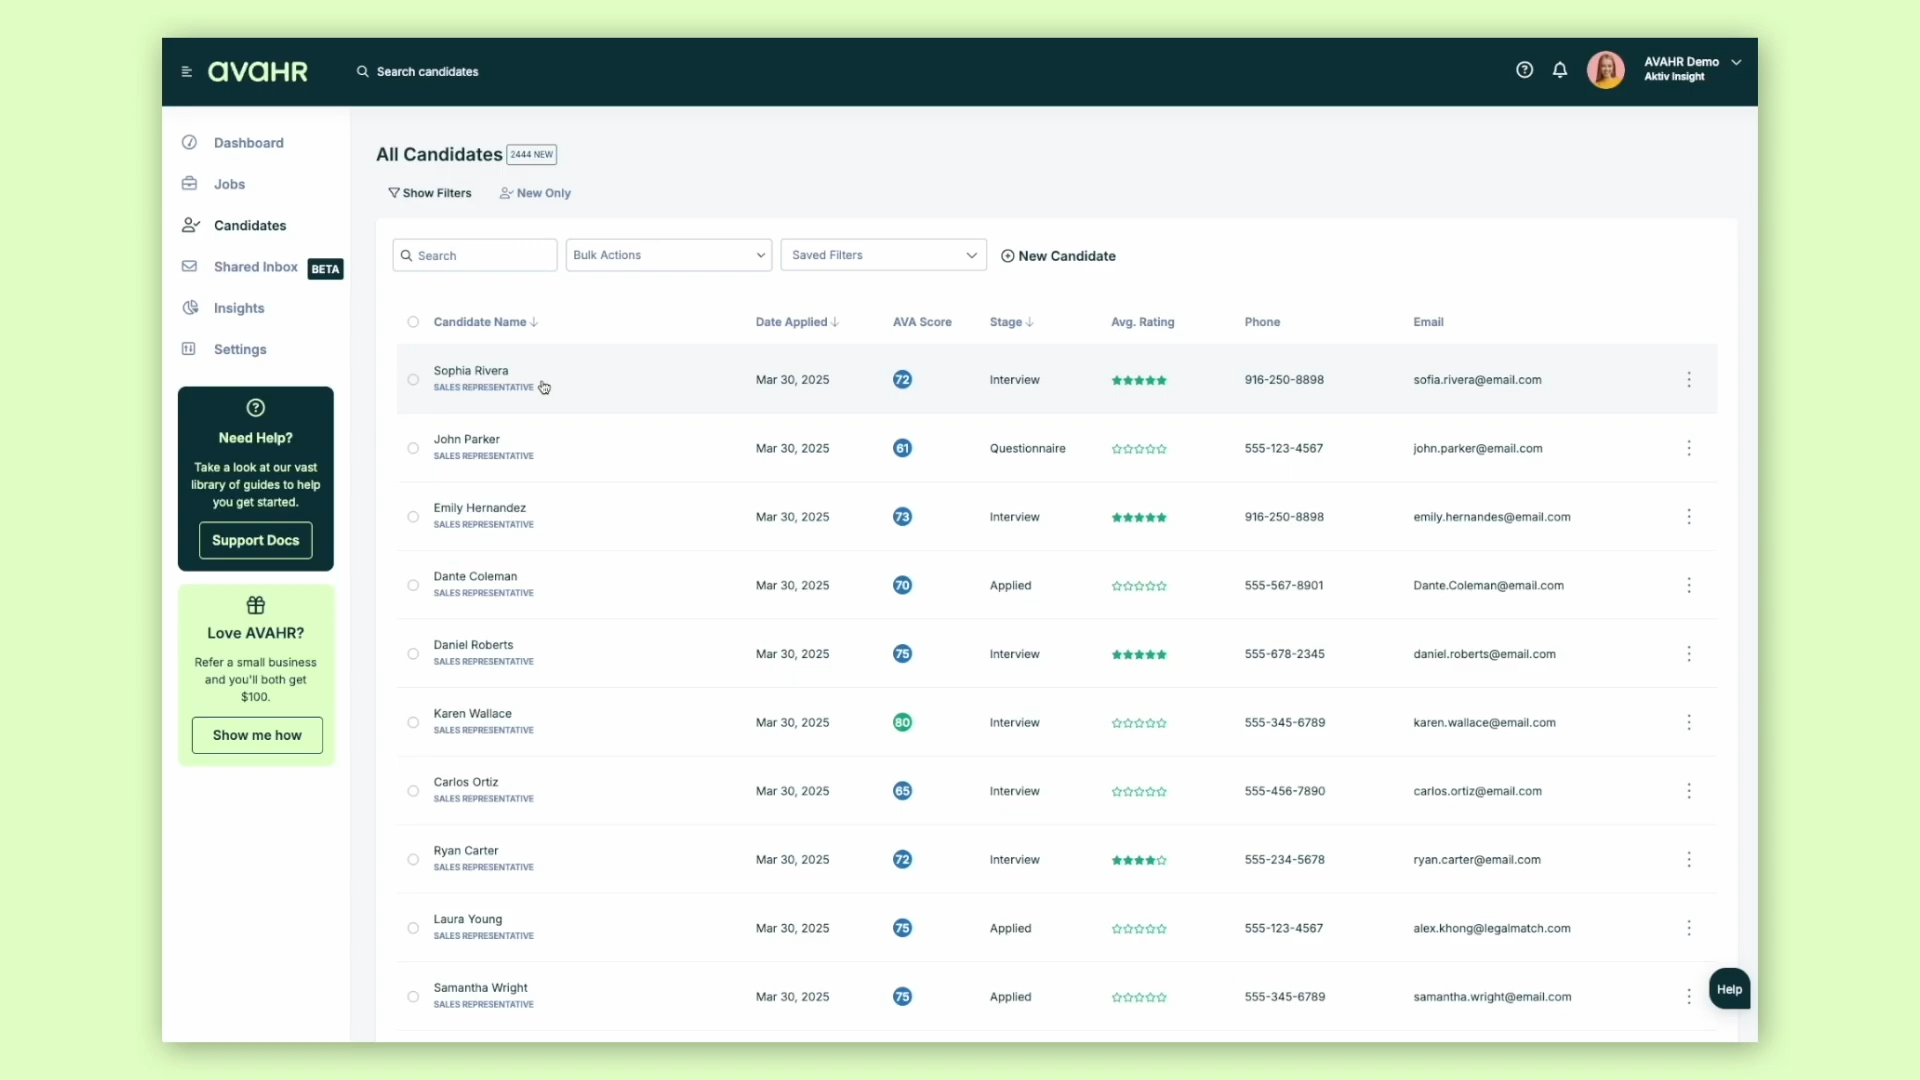 avaHR
Search candidates
AVAHR Demo
Aktiv Insight
Dashboard
Jobs
Candidates
Shared Inbox BETA
Insights
Settings
Need Help?
Take a look at our vast
library of guides to help
you get started.
Support Docs
Love AVAHR?
Refer a small business
and you'll both get
$100.
Show me how
All Candidates 2444 NEW
Show Filters New Only
Search Bulk Actions Saved Filters New Candidate
Candidate Name Date Applied AVA Score Stage Avg. Rating Phone Email
Sophia Rivera
SALES REPRESENTATIVE
Mar 30, 2025 72 Interview 916-250-8898 sofia.rivera@email.com
John Parker
SALES REPRESENTATIVE
Mar 30, 2025 61 Questionnaire 555-123-4567 john.parker@email.com
Emily Hernandez
SALES REPRESENTATIVE
Mar 30, 2025 73 Interview 916-250-8898 emily.hernandes@email.com
Dante Coleman
SALES REPRESENTATIVE
Mar 30, 2025 70 Applied 555-567-8901 Dante.Coleman@email.com
Daniel Roberts
SALES REPRESENTATIVE
Mar 30, 2025 75 Interview 555-678-2345 daniel.roberts@email.com
Karen Wallace
SALES REPRESENTATIVE
Mar 30, 2025 80 Interview 555-345-6789 karen.wallace@email.com
Carlos Ortiz
SALES REPRESENTATIVE
Mar 30, 2025 65 Interview 555-456-7890 carlos.ortiz@email.com
Ryan Carter
SALES REPRESENTATIVE
Mar 30, 2025 72 Interview 555-234-5678 ryan.carter@email.com
Laura Young
SALES REPRESENTATIVE
Mar 30, 2025 75 Applied 555-123-4567 alex.khong@legalmatch.com
Samantha Wright
SALES REPRESENTATIVE
Mar 30, 2025 75 Applied 555-345-6789 samantha.wright@email.com
Help